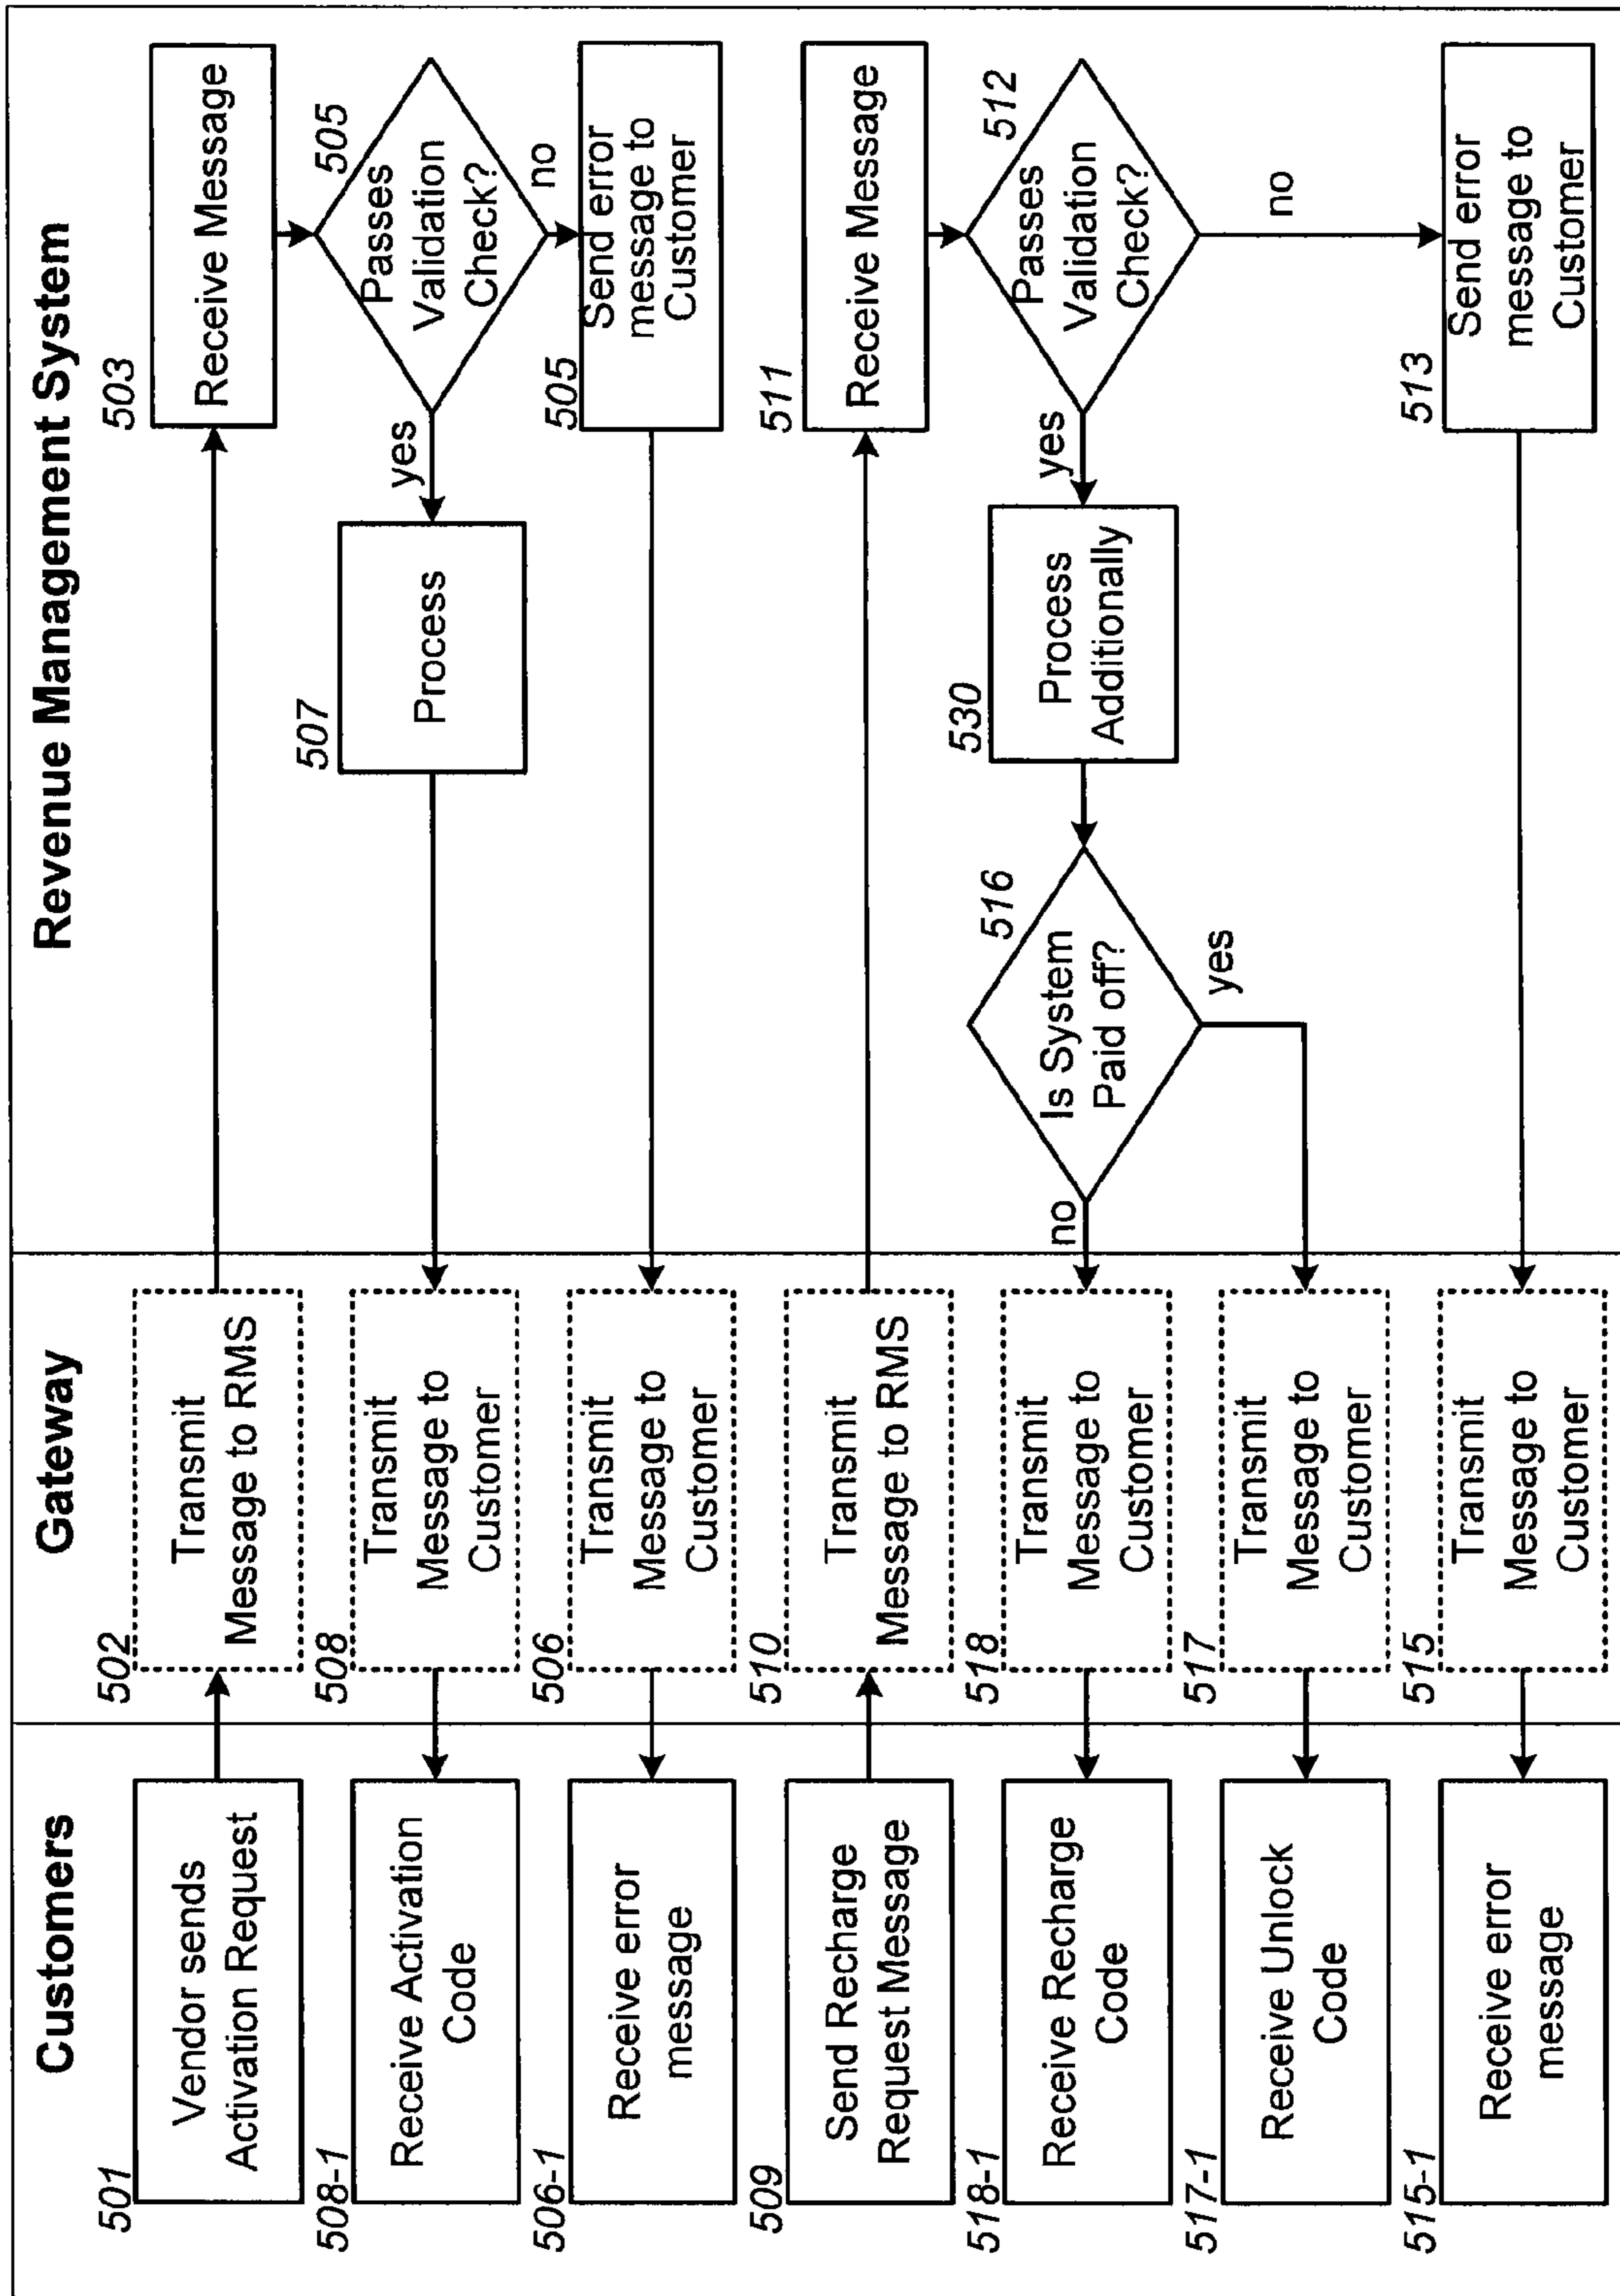 Customers
Gateway
Revenue Management System
501
Vendor sends
Activation Request
502
Transmit
Message to RMS
503
Receive Message
505
Passes
Validation
Check?
yes
no
507
Process
508
Transmit
Message to
Customer
508-1
Receive Activation
Code
505
Send error
message to
Customer
506
Transmit
Message to
Customer
506-1
Receive error
message
509
Send Recharge
Request Message
510
Transmit
Message to RMS
511
Receive Message
512
Passes
Validation
Check?
yes
no
530
Process
Additionally
516
Is System
Paid off?
no
yes
518
Transmit
Message to
Customer
518-1
Receive Recharge
Code
517
Transmit
Message to
Customer
517-1
Receive Unlock
Code
513
Send error
message to
Customer
515
Transmit
Message to
Customer
515-1
Receive error
message